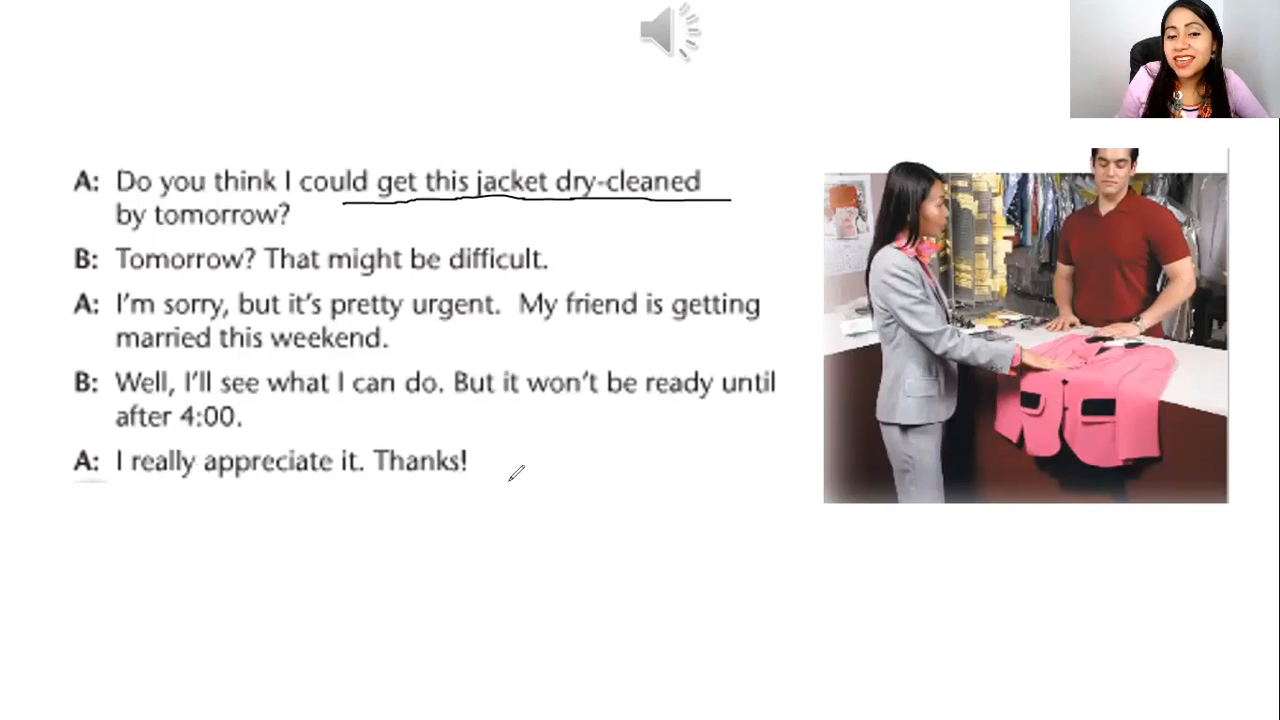 A: Do you think I could get this jacket dry-cleaned
by tomorrow?
B: Tomorrow? That might be difficult.
A: I'm sorry, but it's pretty urgent. My friend is getting
married this weekend.
B: Well, I'll see what I can do. But it won't be ready until
after 4:00.
A: I really appreciate it. Thanks!